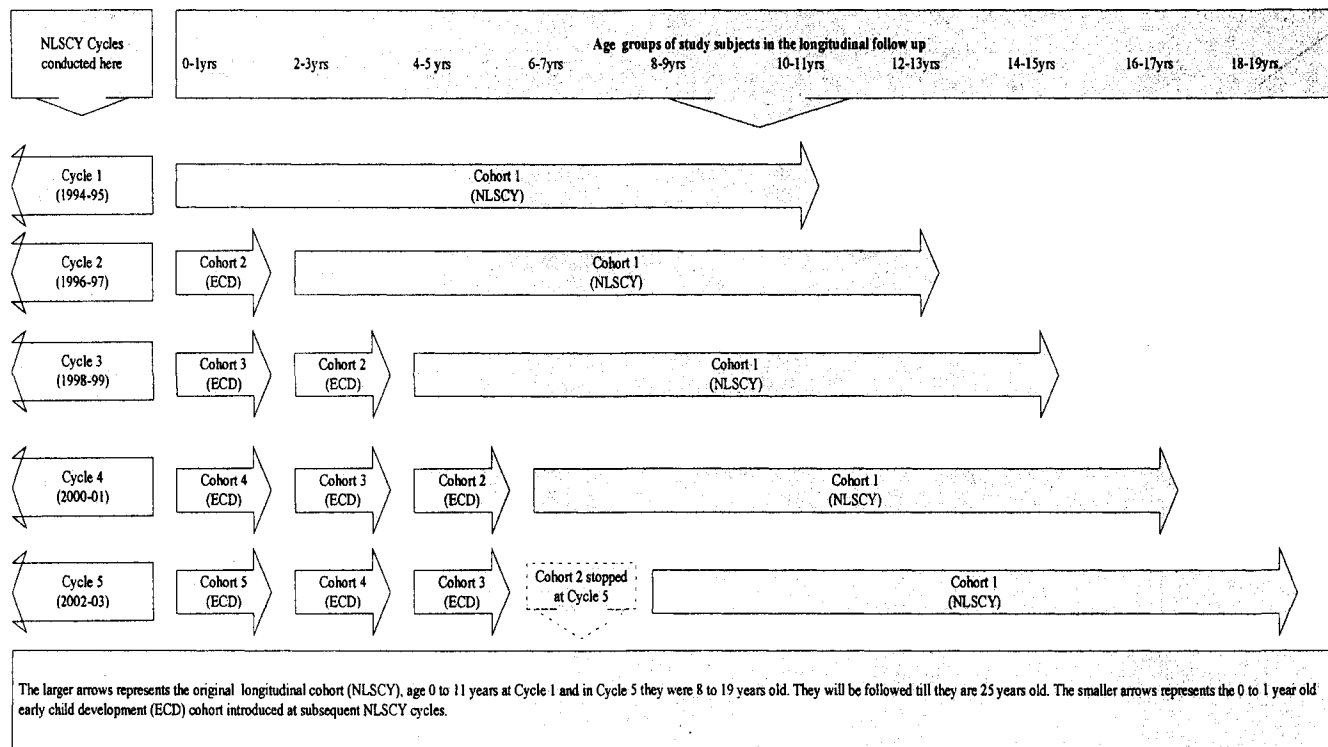 NLSCY Cycles
conducted here
Age groups of study subjects in the longitudinal follow up
0-1yrs 2-3yrs 4-5 yrs 6-7yrs 8-9yrs 10-11yrs 12-13yrs 14-15yrs 16-17yrs 18-19yrs.
Cycle 1
(1994-95)
Cohort 1
(NLSCY)
Cycle 2
(1996-97)
Cohort 2
(ECD)
Cohort 1
(NLSCY)
Cycle 3
(1998-99)
Cohort 3
(ECD)
Cohort 2
(ECD)
Cohort 1
(NLSCY)
Cycle 4
(2000-01)
Cohort 4
(ECD)
Cohort 3
(ECD)
Cohort 2
(ECD)
Cohort 1
(NLSCY)
Cycle 5
(2002-03)
Cohort 5
(ECD)
Cohort 4
(ECD)
Cohort 3
(ECD)
Cohort 2 stopped
at Cycle 5
Cohort 1
(NLSCY)
The larger arrows represents the original longitudinal cohort (NLSCY), age 0 to 11 years at Cycle 1 and in Cycle 5 they were 8 to 19 years old. They will be followed till they are 25 years old. The smaller arrows represents the 0 to 1 year old
early child development (ECD) cohort introduced at subsequent NLSCY cycles.